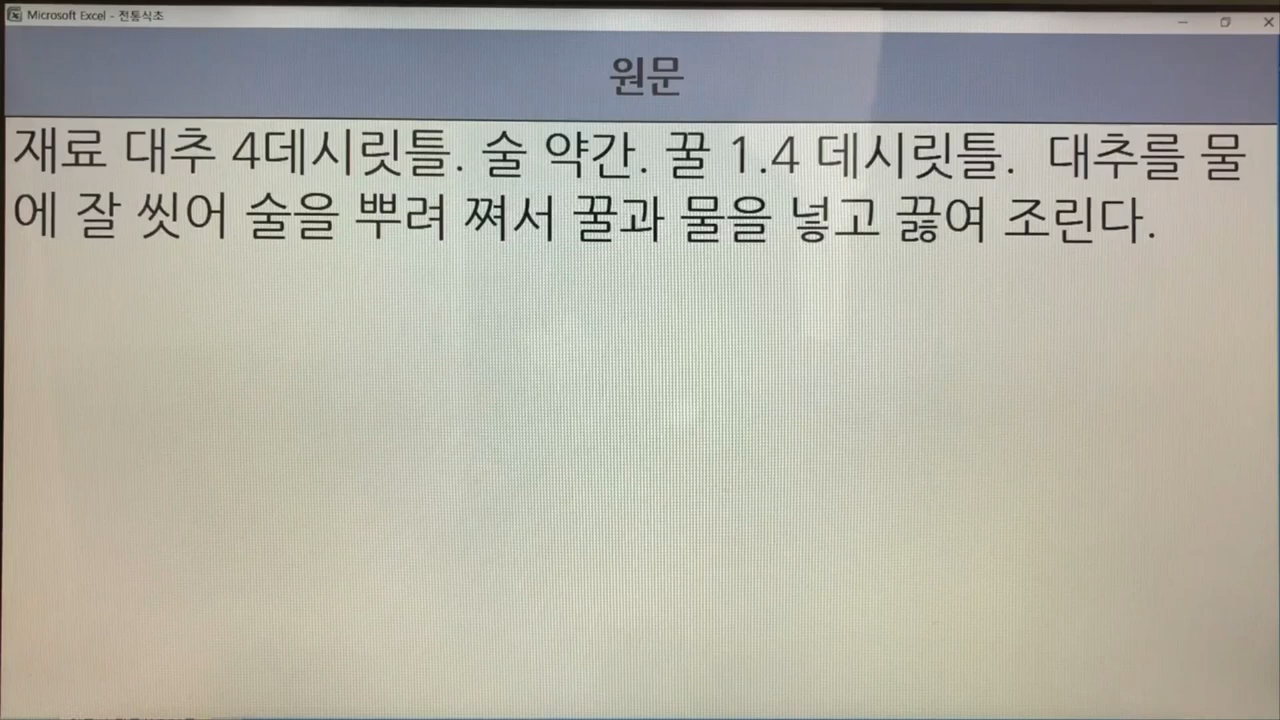 Microsoft Excel - 전통식초
원문
재료 대추 4데시릿틀. 술 약간. 꿀 1.4 데시릿틀. 대추를 물
에 잘 씻어 술을 뿌려 쪄서 꿀과 물을 넣고 끓여 조린다.